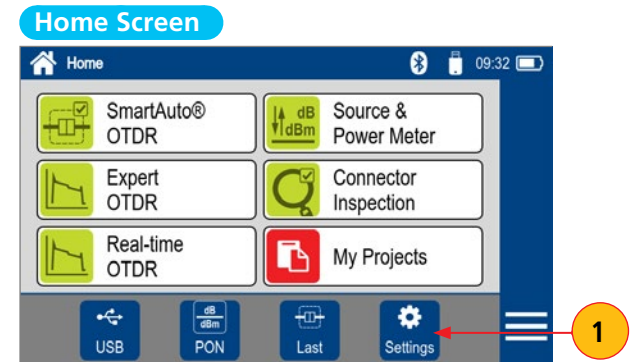 Home Screen
Home
09:32
SmartAuto®
OTDR
dB
dBm
Source &
Power Meter
Expert
OTDR
Connector
Inspection
Real-time
OTDR
My Projects
USB
dB
dBm
PON
Last
Settings
1